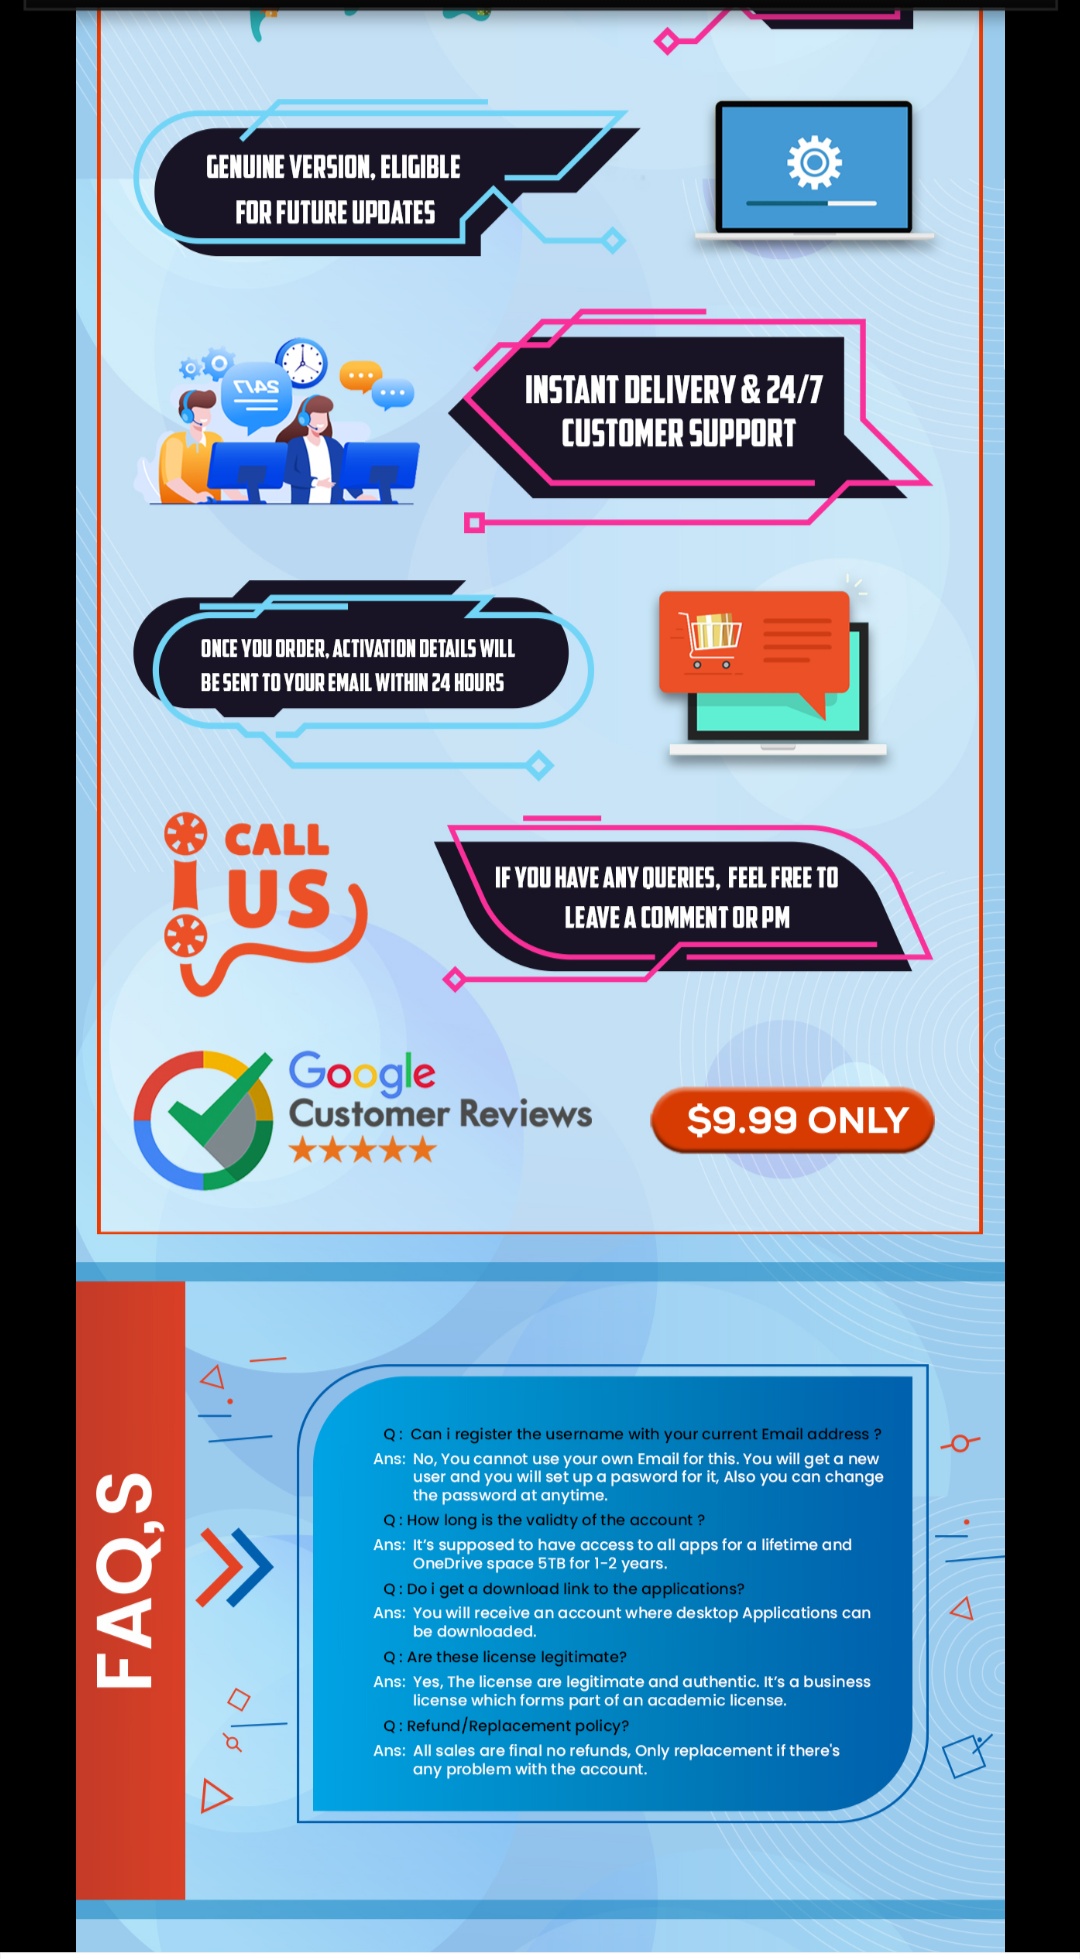 GENUINE VERSION, ELIGIBLE
FOR FUTURE UPDATES
24/7
INSTANT DELIVERY & 24/7
CUSTOMER SUPPORT
ONCE YOU ORDER, ACTIVATION DETAILS WILL
BE SENT TO YOUR EMAIL WITHIN 24 HOURS
CALL
US
IF YOU HAVE ANY QUERIES, FEEL FREE TO
LEAVE A COMMENT OR PM
Google
Customer Reviews
$9.99 ONLY
FAQ,S
Q : Can i register the username with your current Email address ?
Ans: No, You cannot use your own Email for this. You will get a new
user and you will set up a pasword for it, Also you can change
the password at anytime.
Q : How long is the validty of the account ?
Ans: It's supposed to have access to all apps for a lifetime and
OneDrive space 5TB for 1-2 years.
Q : Do i get a download link to the applications?
Ans: You will receive an account where desktop Applications can
be downloaded.
Q : Are these license legitimate?
Ans: Yes, The license are legitimate and authentic. It's a business
license which forms part of an academic license.
Q : Refund/Replacement policy?
Ans: All sales are final no refunds, Only replacement if there's
any problem with the account.